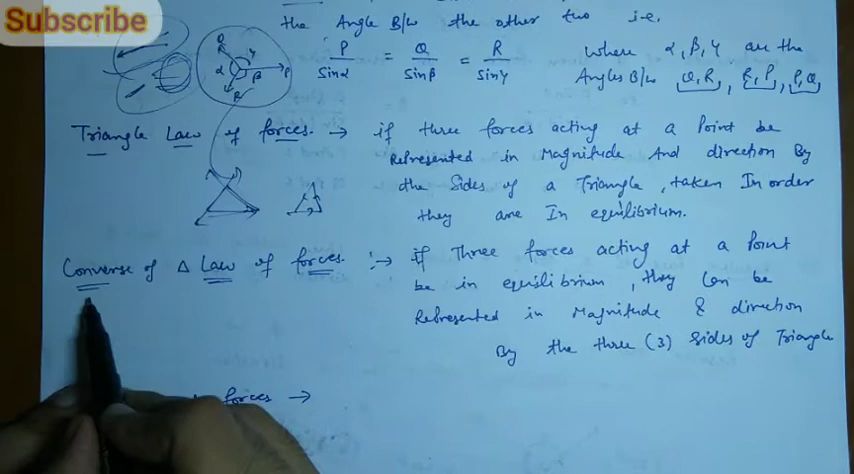 Subscribe
the Angle B/w the other two i.e,
P/Sinα = Q/Sinβ = R/Sinγ
Where α, β, γ are the
Angles B/w Q,R, R,P, P,Q
α β γ P
Triangle Law of forces. → if three forces acting at a Point be
Represented in Magnitude And direction By
the Sides of a Triangle, taken In order
they are In equilibrium.
Converse of Δ Law of forces :→ if Three forces acting at a Point
be in equilibrium, they Can be
Represented in Magnitude & direction
By the three (3) Sides of Triangle
forces →